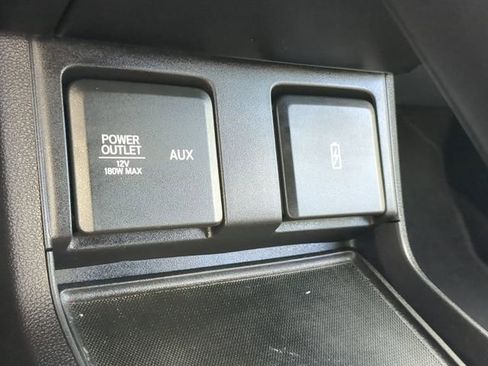 POWER
OUTLET
12V
180W MAX
AUX